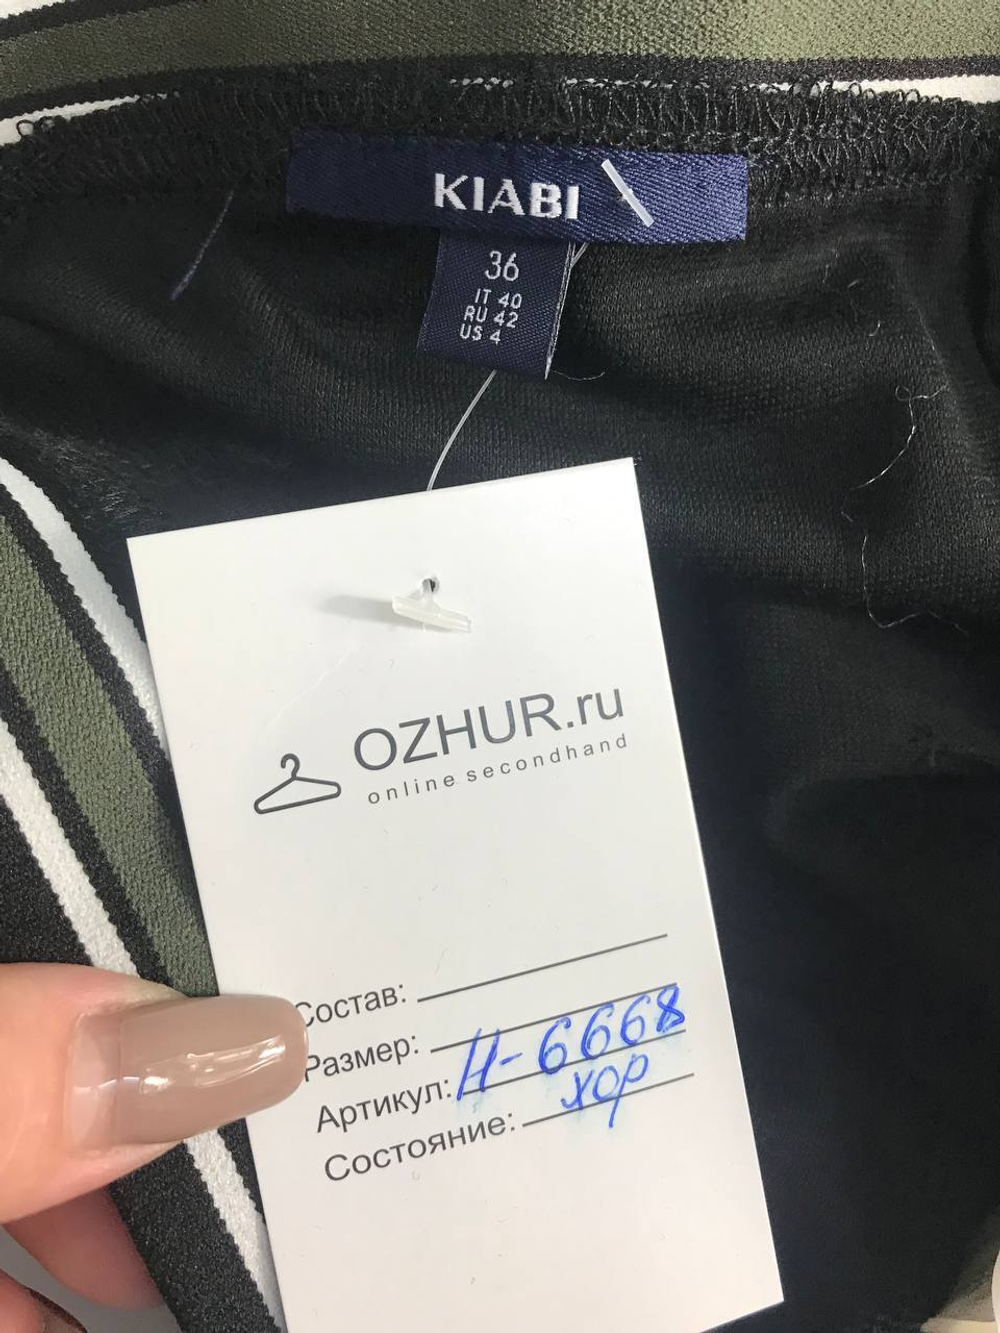 KIABI
36
IT 40
RU 42
US 4
OZHUR.ru
online secondhand
Состав:
Размер:
Артикул: Н-6668
Состояние: хор